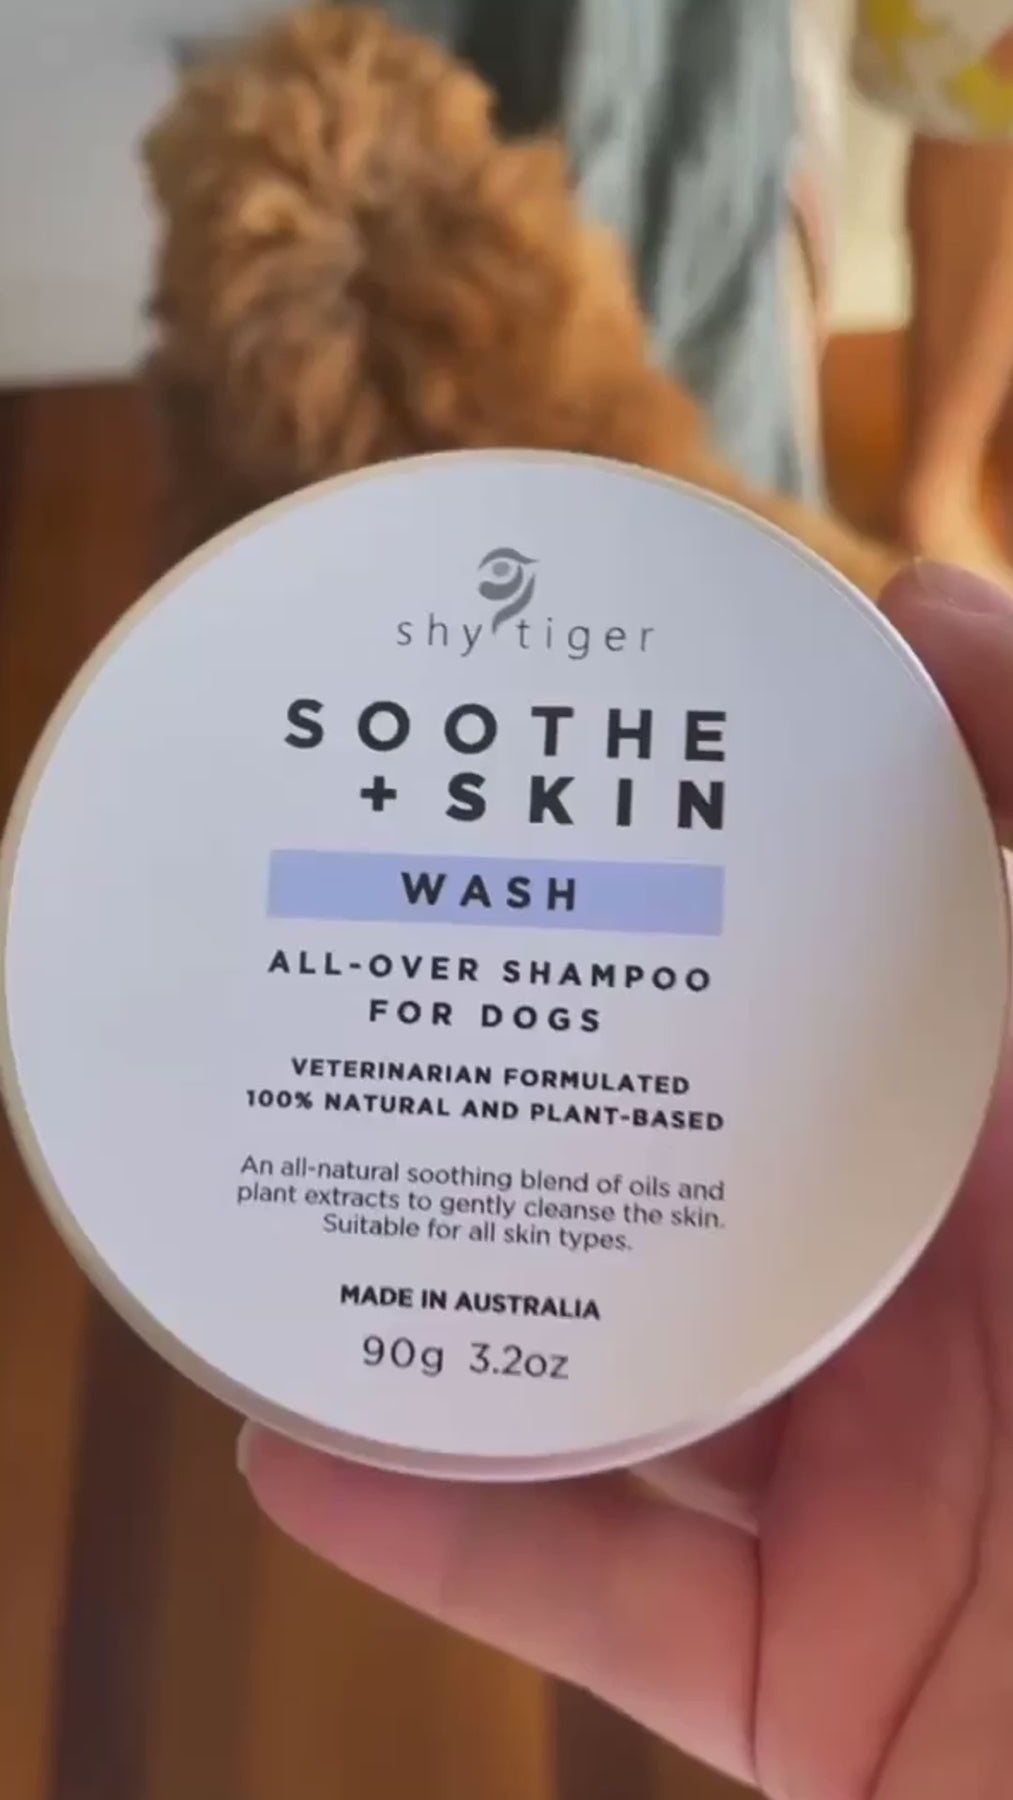 shy tiger
SOOTHE
+ SKIN
WASH
ALL-OVER SHAMPOO
FOR DOGS
VETERINARIAN FORMULATED
100% NATURAL AND PLANT-BASED
An all-natural soothing blend of oils and
plant extracts to gently cleanse the skin.
Suitable for all skin types.
MADE IN AUSTRALIA
90g 3.2oz